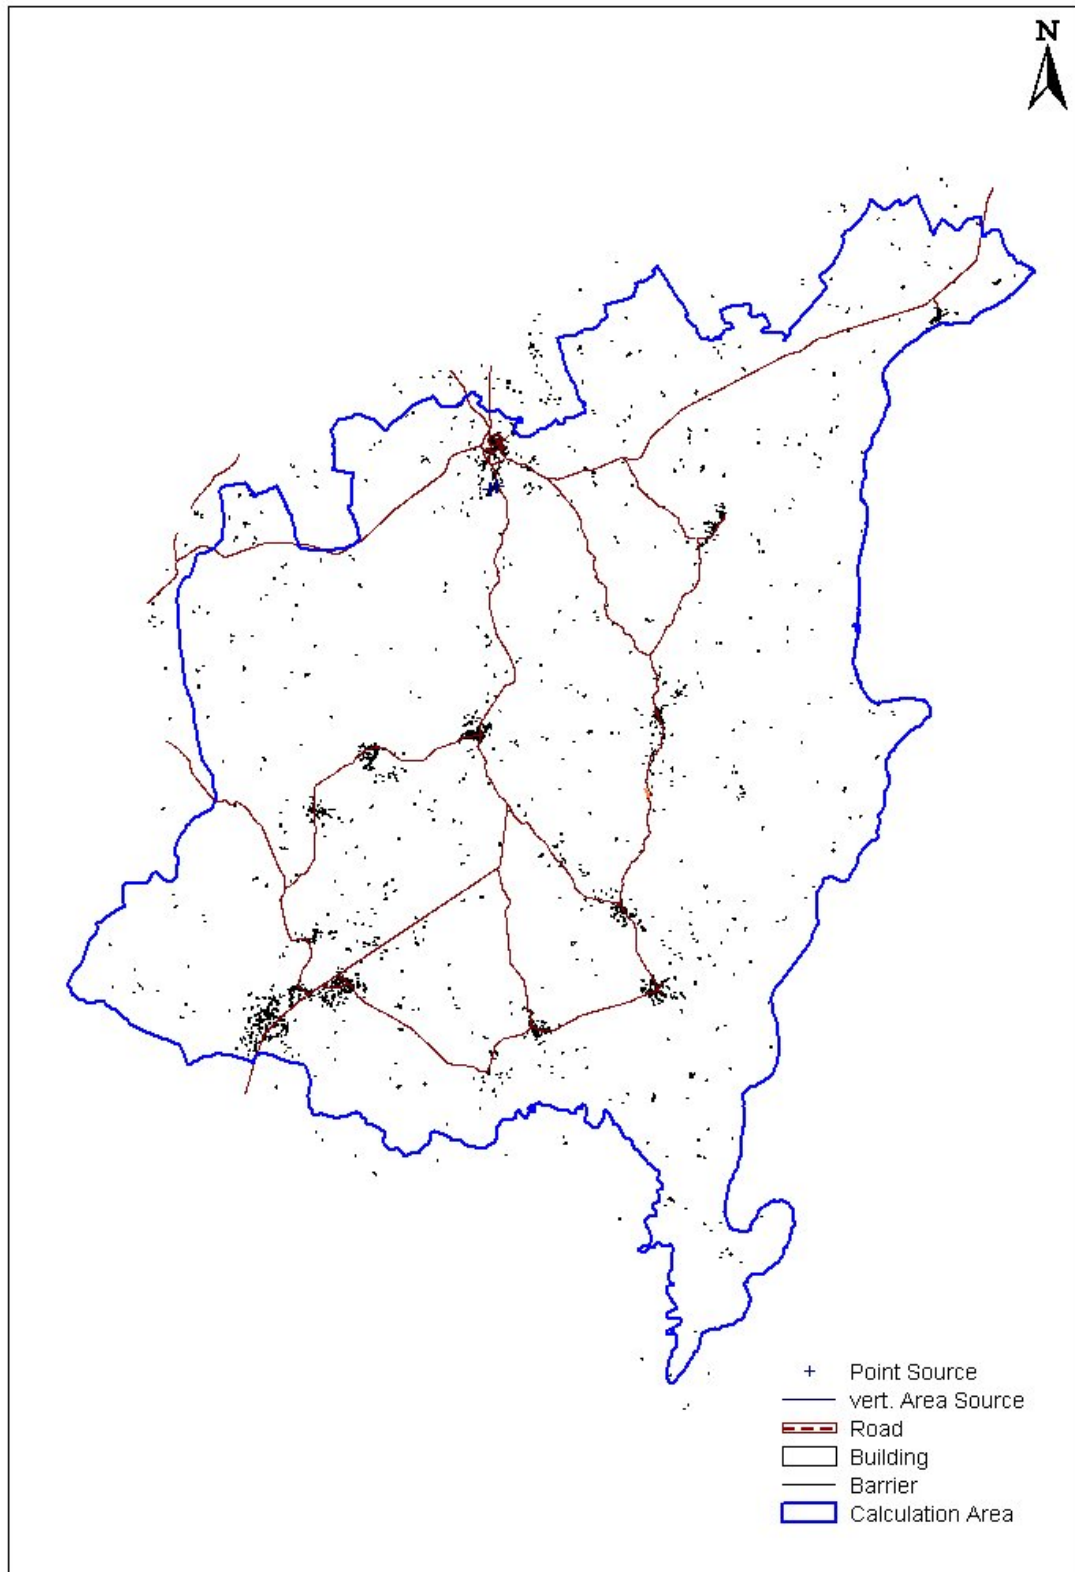 N
Point Source
vert. Area Source
Road
Building
Barrier
Calculation Area